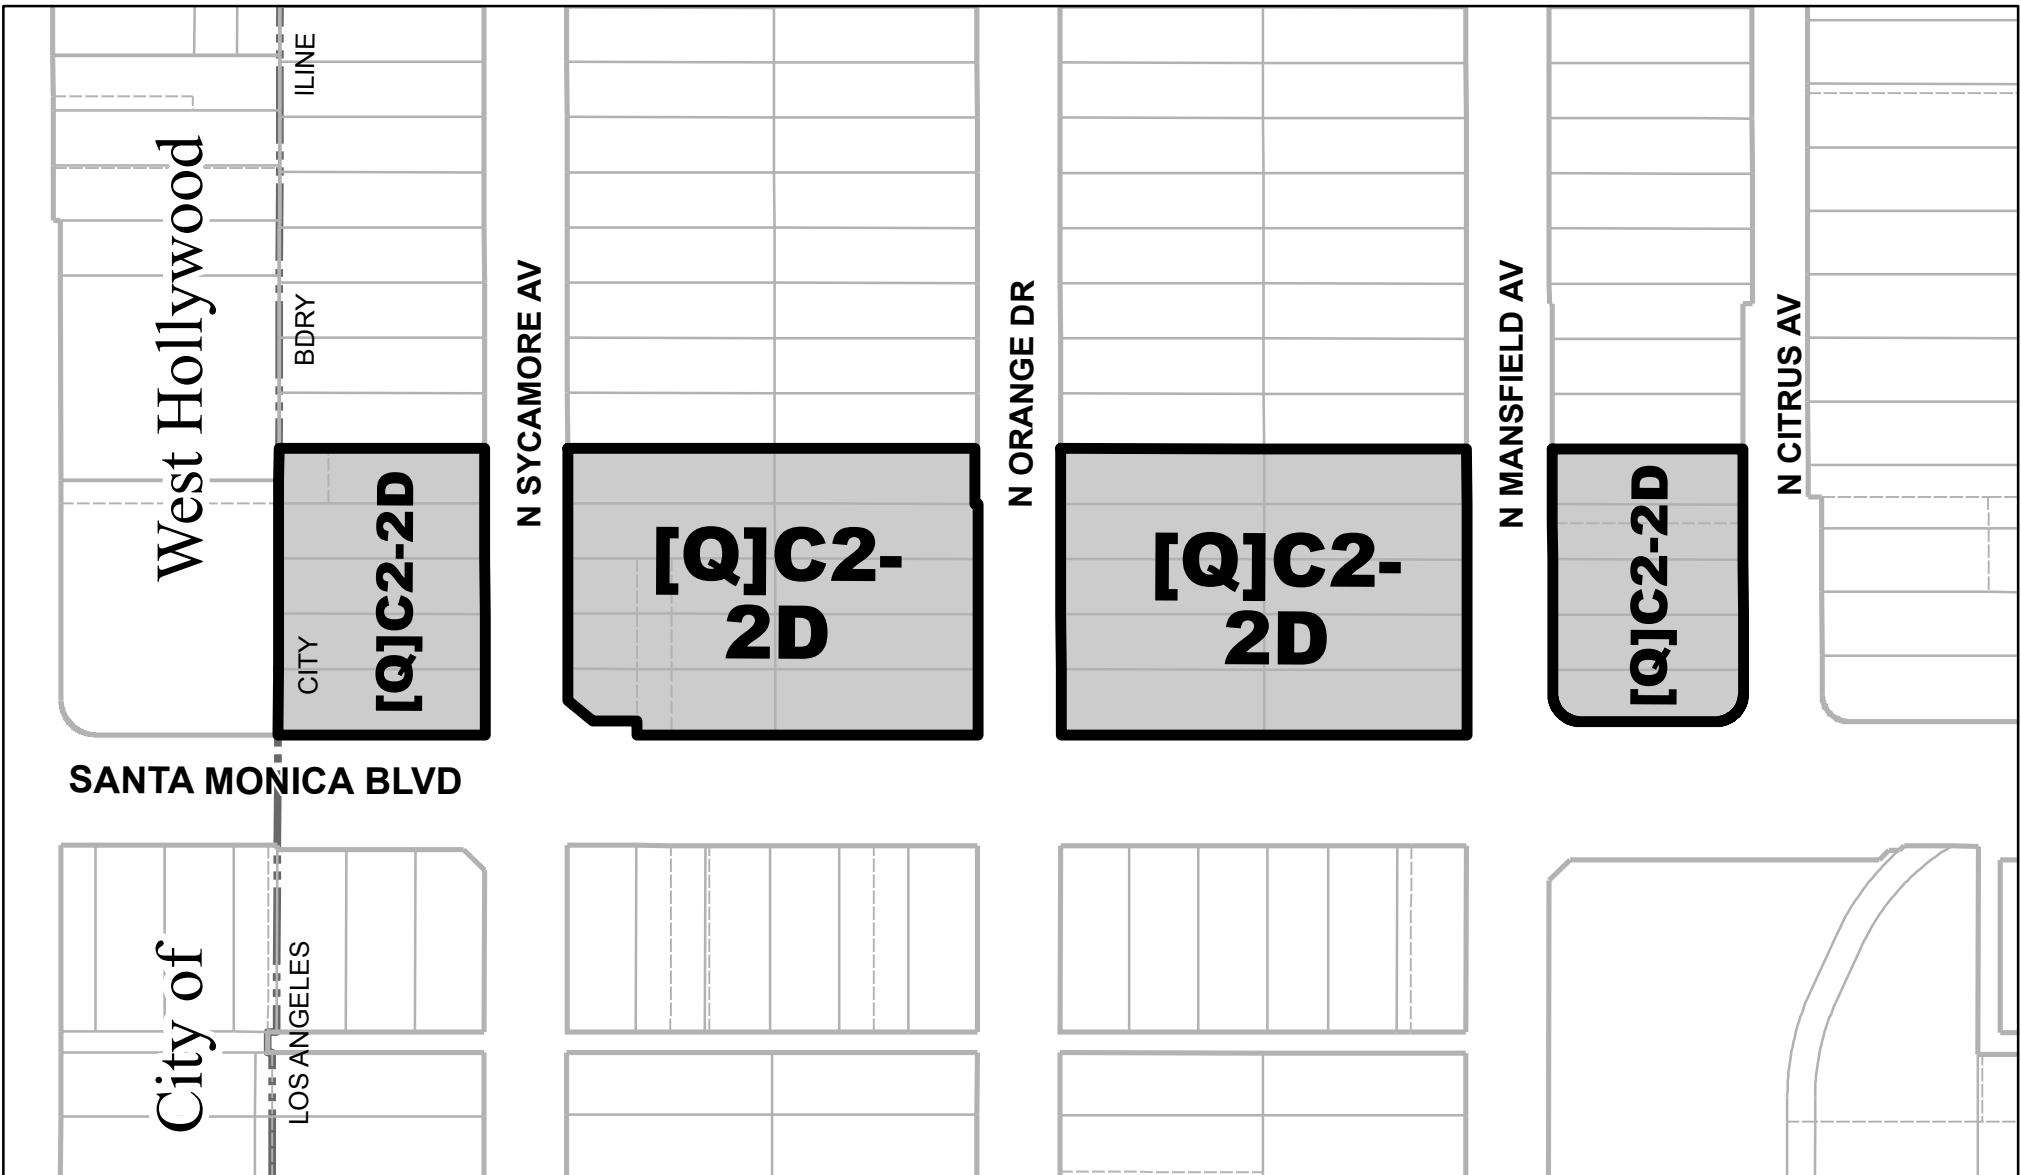 ILINE
BDRY
CITY
LOS ANGELES
City of West Hollywood
N SYCAMORE AV
N ORANGE DR
N MANSFIELD AV
N CITRUS AV
[Q]C2-2D
[Q]C2-
2D
[Q]C2-
2D
[Q]C2-2D
SANTA MONICA BLVD